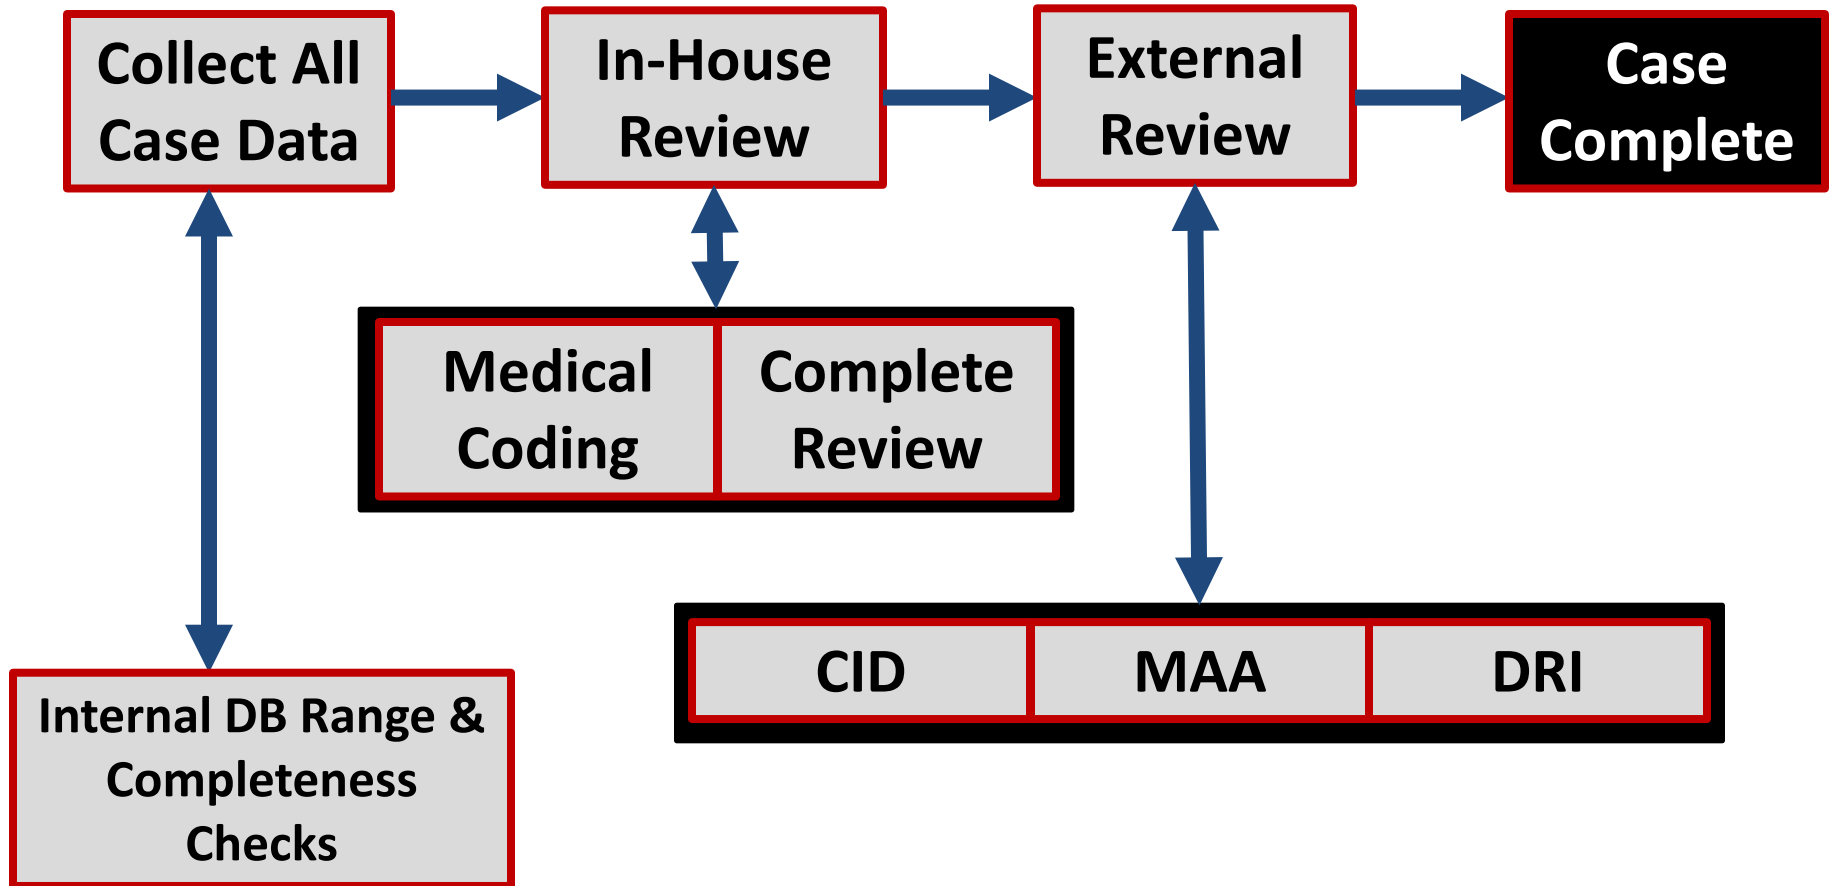 Collect All
Case Data
In-House
Review
External
Review
Case
Complete
Medical
Coding
Complete
Review
CID
MAA
DRI
Internal DB Range &
Completeness
Checks